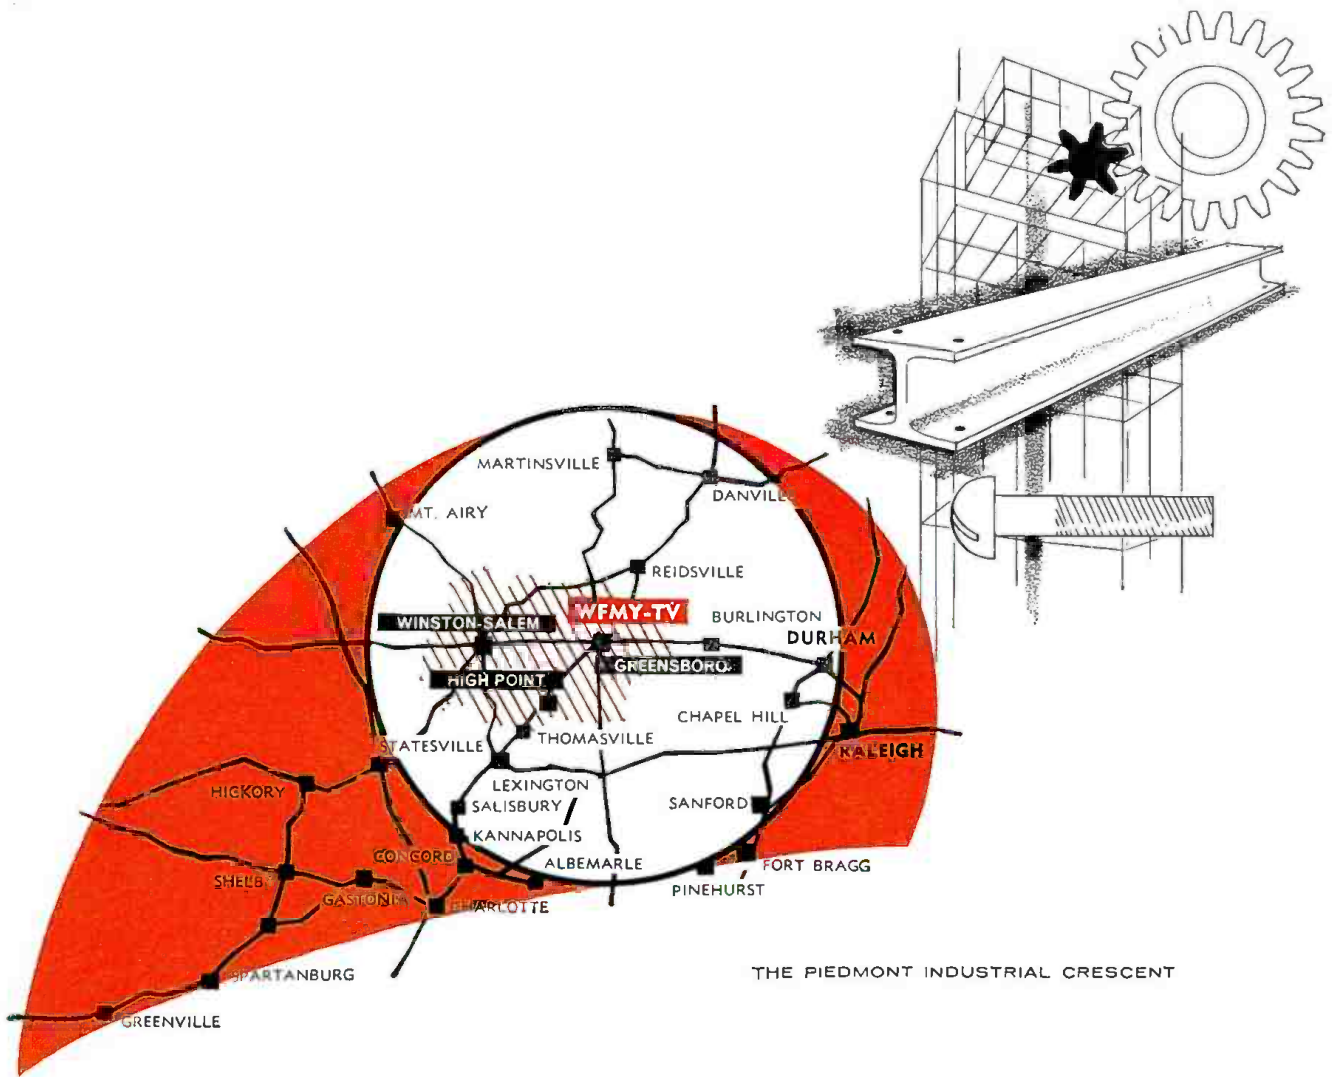 MARTINSVILLE
DANVILLE
MT. AIRY
REIDSVILLE
WFMY-TV
WINSTON-SALEM
BURLINGTON
DURHAM
GREENSBORO
HIGH POINT
CHAPEL HILL
THOMASVILLE
STATESVILLE
RALEIGH
LEXINGTON
HICKORY
SALISBURY
SANFORD
KANNAPOLIS
CONCORD
ALBEMARLE
FORT BRAGG
SHELBY
PINEHURST
GASTONIA
CHARLOTTE
THE PIEDMONT INDUSTRIAL CRESCENT
SPARTANBURG
GREENVILLE